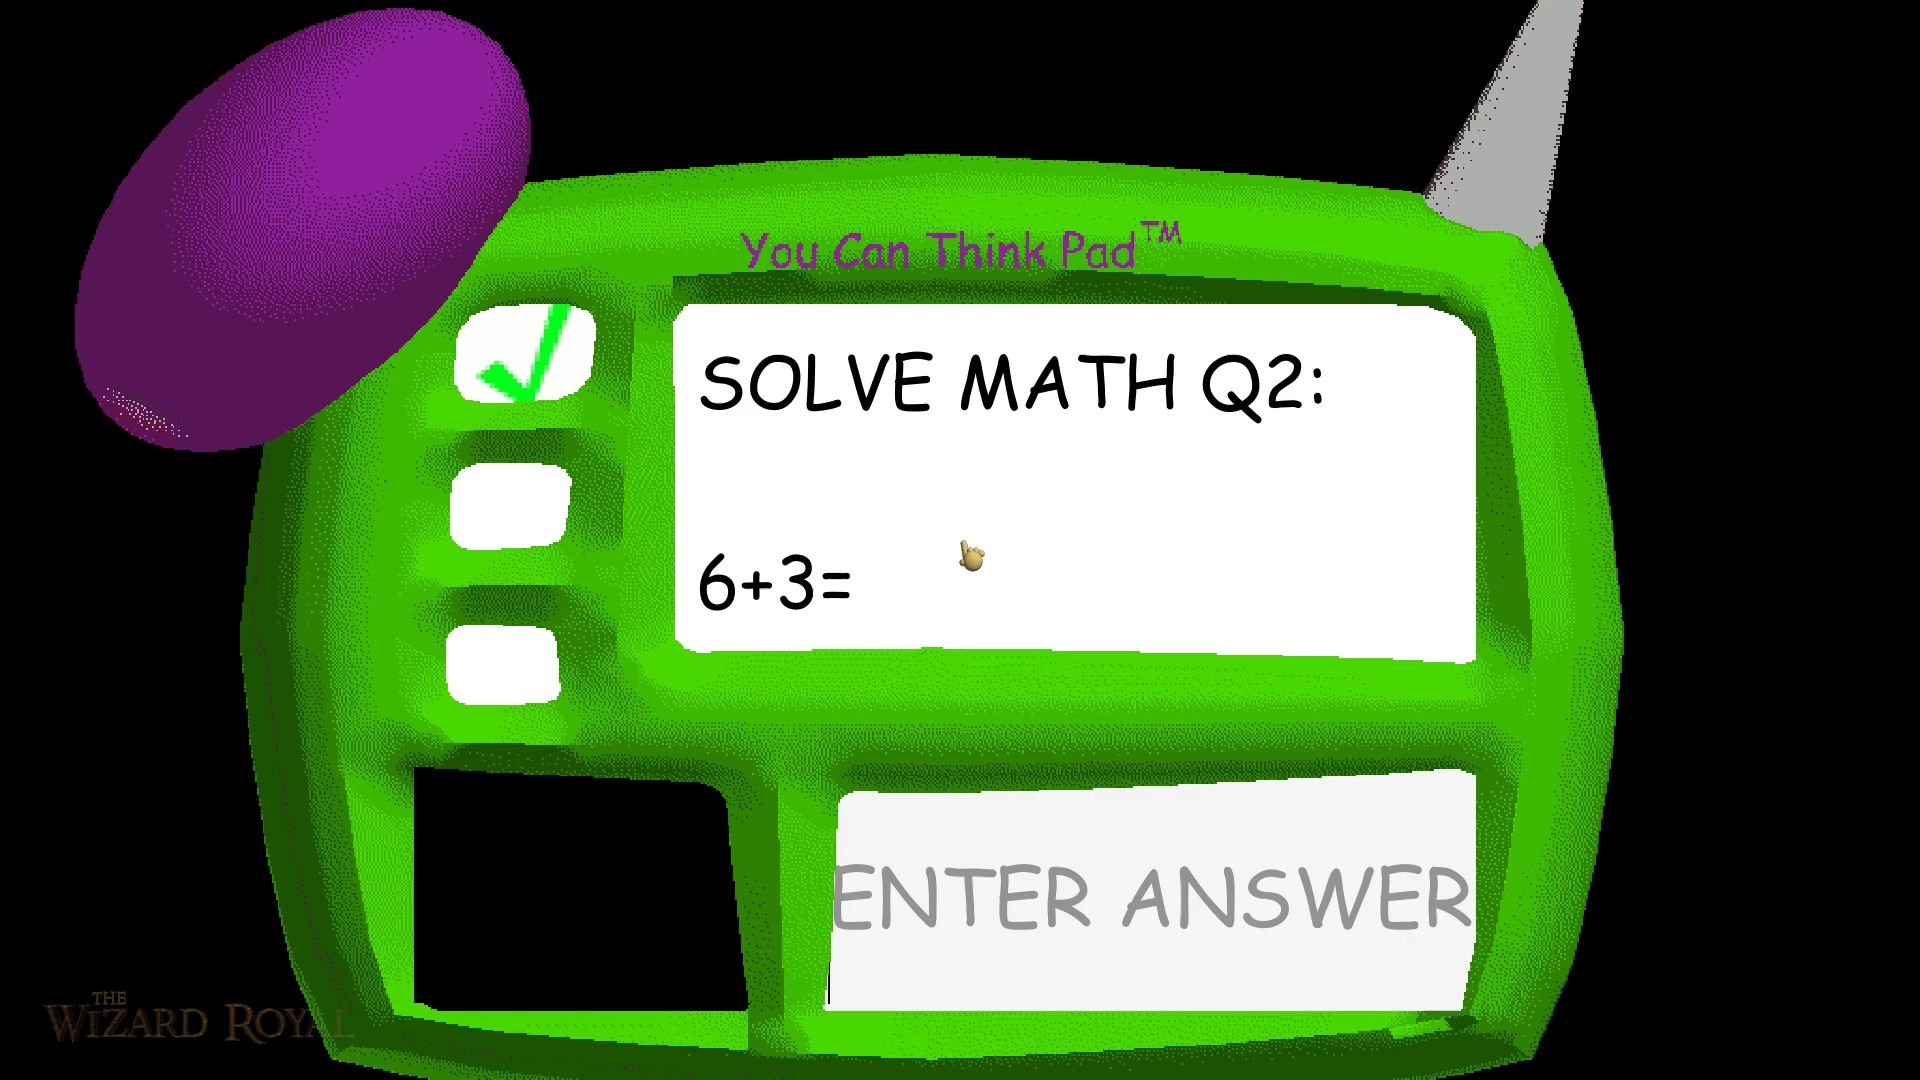 You Can Think Pad™
SOLVE MATH Q2:
6+3=
ENTER ANSWER
THE
WIZARD ROYAL